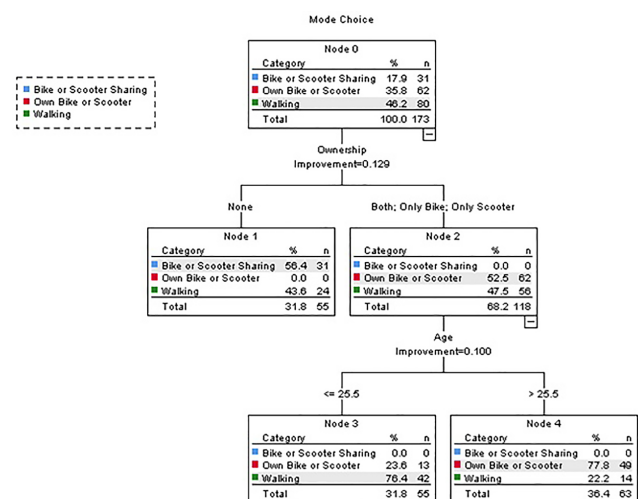 Mode Choice
Node 0
Category % n
Bike or Scooter Sharing 17.9 31
Own Bike or Scooter 35.8 62
Walking 46.2 80
Total 100.0 173
Bike or Scooter Sharing
Own Bike or Scooter
Walking
Ownership
Improvement=0.129
None
Both; Only Bike; Only Scooter
Node 1
Category % n
Bike or Scooter Sharing 56.4 31
Own Bike or Scooter 0.0 0
Walking 43.6 24
Total 31.8 55
Node 2
Category % n
Bike or Scooter Sharing 0.0 0
Own Bike or Scooter 52.5 62
Walking 47.5 56
Total 68.2 118
Age
Improvement=0.100
<= 25.5
> 25.5
Node 3
Category % n
Bike or Scooter Sharing 0.0 0
Own Bike or Scooter 23.6 13
Walking 76.4 42
Total 31.8 55
Node 4
Category % n
Bike or Scooter Sharing 0.0 0
Own Bike or Scooter 77.8 49
Walking 22.2 14
Total 36.4 63